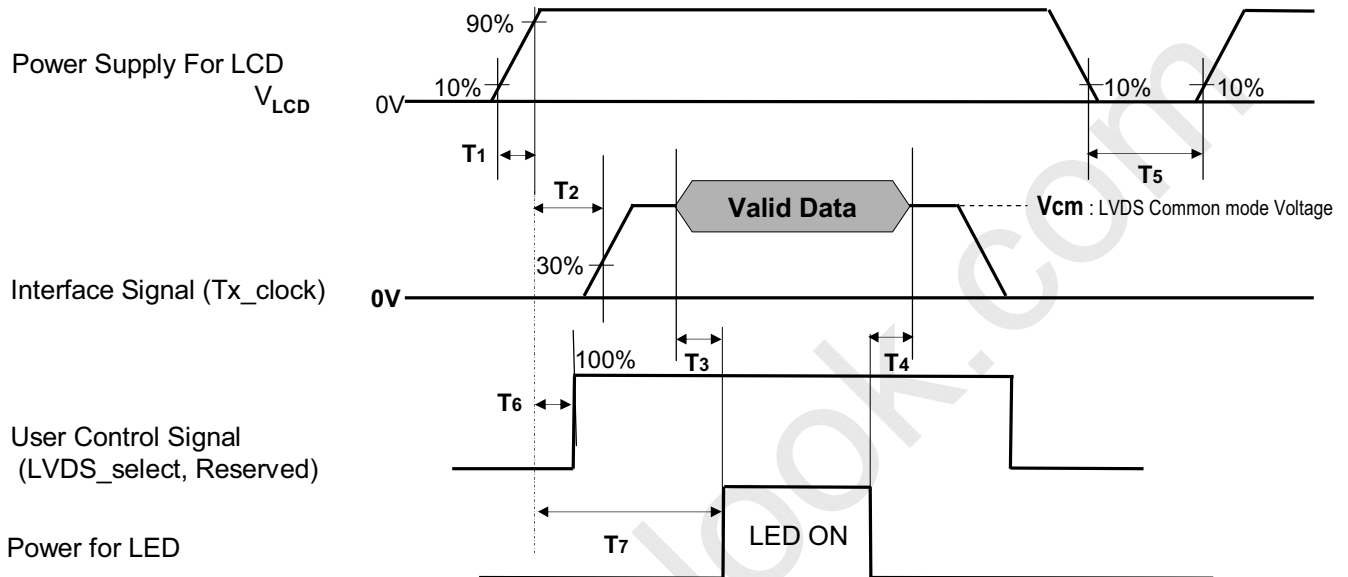 90%
Power Supply For LCD
VLCD
10%
0V
10%
10%
T1
T2
T5
Valid Data
Vcm : LVDS Common mode Voltage
30%
Interface Signal (Tx_clock)
0V
T3
T4
100%
T6
User Control Signal
(LVDS_select, Reserved)
T7
LED ON
Power for LED
look.com